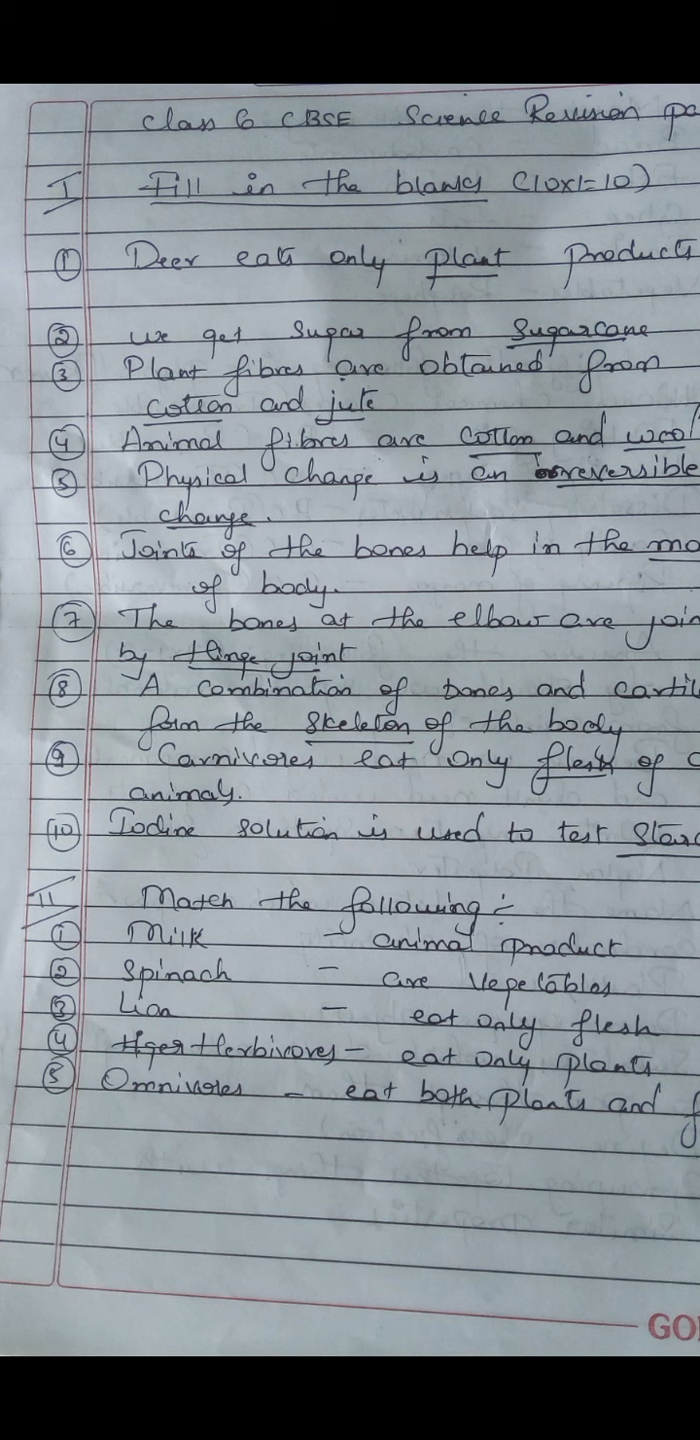 Class 6 CBSE Science Revision pa
I Fill in the blanks (10x1=10)
① Deer eats only plant products
② we get sugar from sugarcane
③ Plant fibres are obtained from
cotton and jute
④ Animal fibres are cotton and wool
⑤ Physical change is an reversible
change.
⑥ Joints of the bones help in the mo
of body.
⑦ The bones at the elbow are join
by Hinge joint
⑧ A combination of bones and cartil
form the skeleton of the body
⑨ Carnivores eat only flesh of o
animals.
⑩ Iodine solution is used to test starc
II Match the following :-
① Milk - animal product
② Spinach - are vegetables
③ Lion - eat only flesh
④ Herbivores - eat only plants
⑤ Omnivores - eat both plants and f
GO